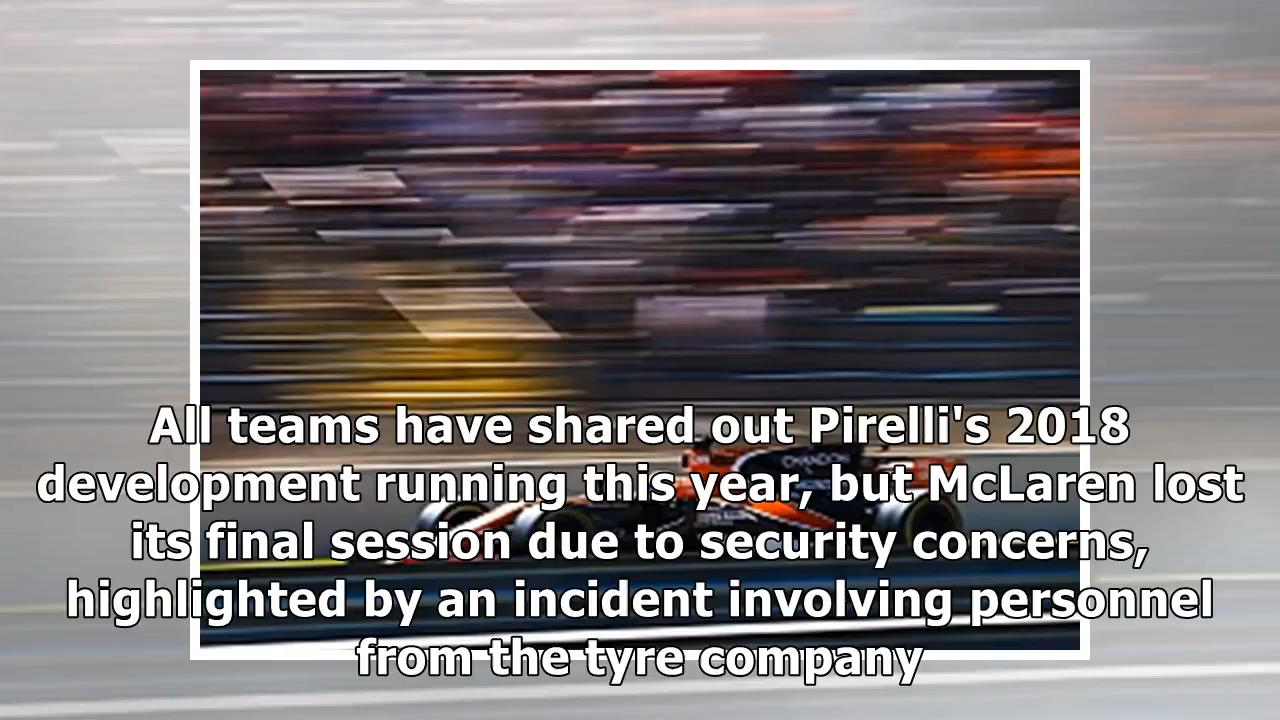 All teams have shared out Pirelli's 2018
development running this year, but McLaren lost
its final session due to security concerns,
highlighted by an incident involving personnel
from the tyre company
CHANDON